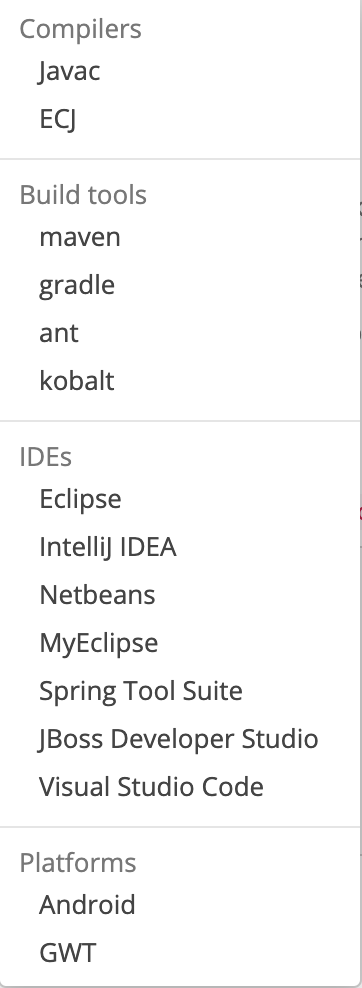 Compilers
Javac
ECJ
Build tools
maven
gradle
ant
kobalt
IDEs
Eclipse
IntelliJ IDEA
Netbeans
MyEclipse
Spring Tool Suite
JBoss Developer Studio
Visual Studio Code
Platforms
Android
GWT